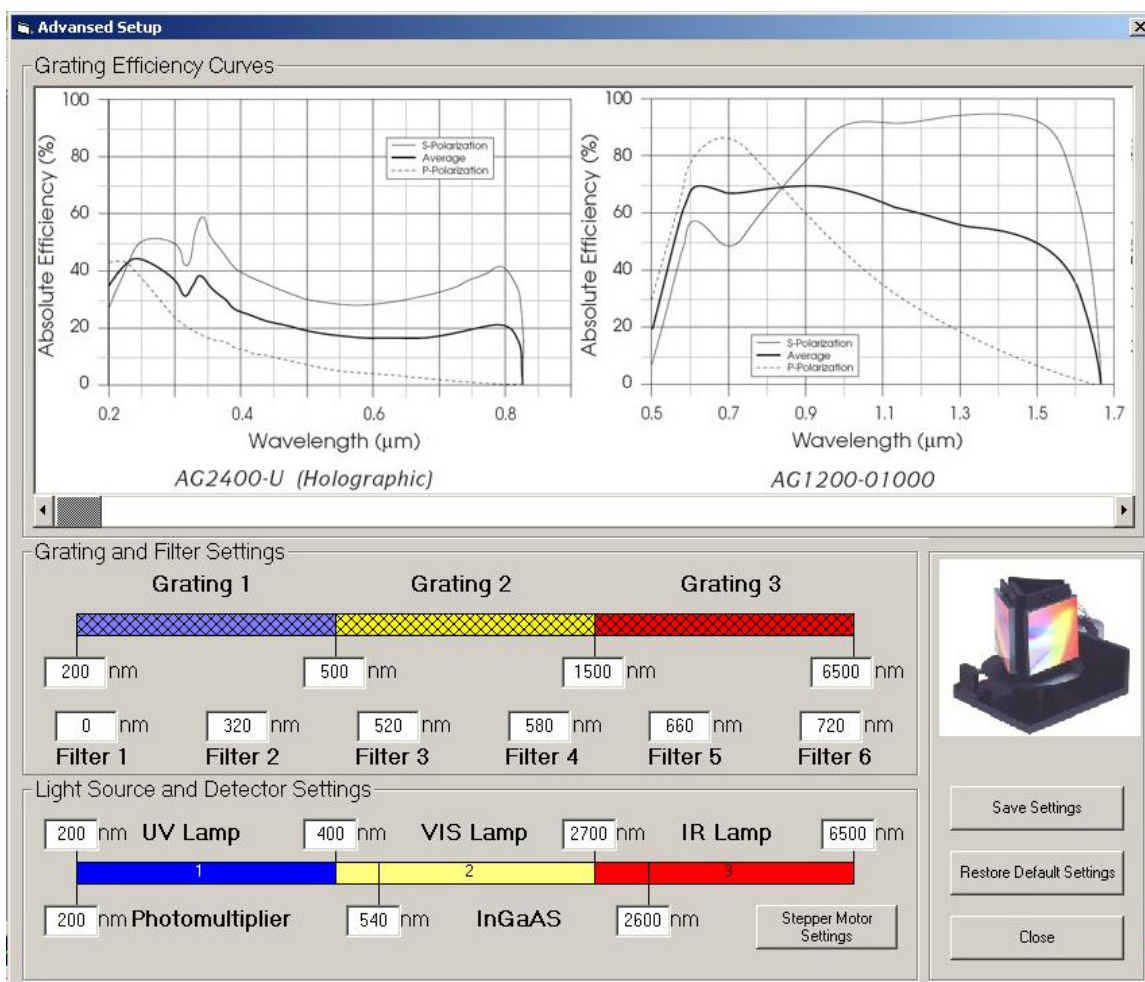 Advansed Setup
Grating Efficiency Curves
100
80
60
40
20
0
Absolute Efficiency (%)
S-Polarization
Average
P-Polarization
0.2
0.4
0.6
0.8
Wavelength (μm)
AG2400-U (Holographic)
100
80
60
40
20
0
Absolute Efficiency (%)
S-Polarization
Average
P-Polarization
0.5
0.7
0.9
1.1
1.3
1.5
1.7
Wavelength (μm)
AG1200-01000
Grating and Filter Settings
Grating 1 Grating 2 Grating 3
200 nm 500 nm 1500 nm 6500 nm
0 nm 320 nm 520 nm 580 nm 660 nm 720 nm
Filter 1 Filter 2 Filter 3 Filter 4 Filter 5 Filter 6
Light Source and Detector Settings
200 nm UV Lamp 400 nm VIS Lamp 2700 nm IR Lamp 6500 nm
1 2 3
200 nm Photomultiplier 540 nm InGaAS 2600 nm
Stepper Motor
Settings
Save Settings
Restore Default Settings
Close